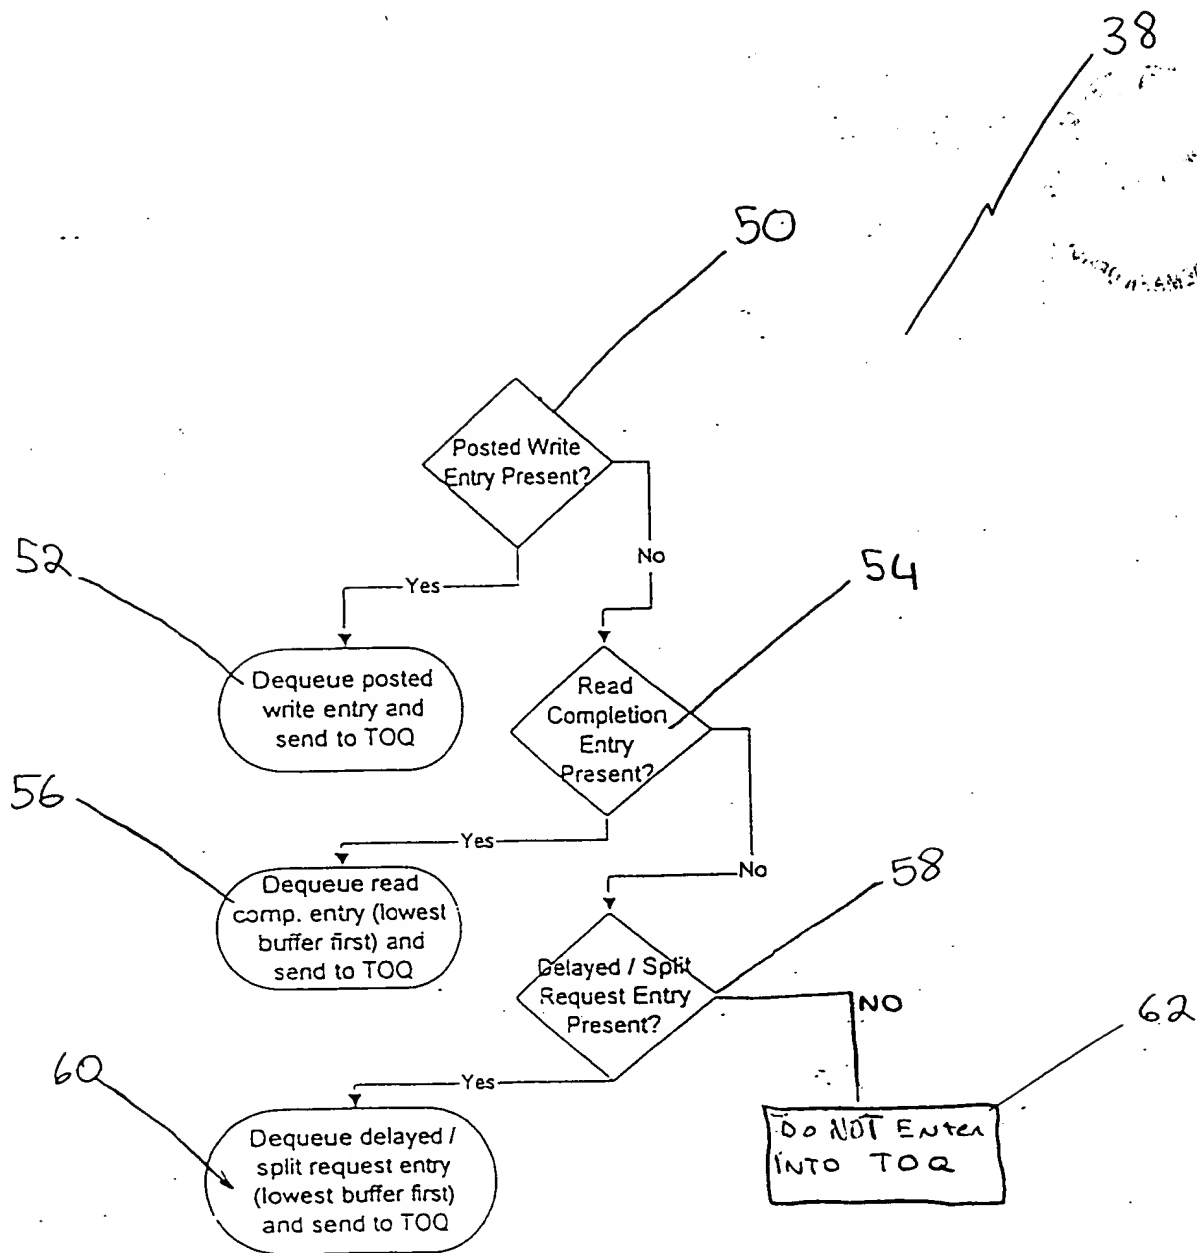 38
50
Posted Write
Entry Present?
No
52
Yes
54
Dequeue posted
write entry and
send to TOQ
Read
Completion
Entry
Present?
56
Yes
No
58
Dequeue read
comp. entry (lowest
buffer first) and
send to TOQ
Delayed / Split
Request Entry
Present?
NO
62
60
Yes
Dequeue delayed /
split request entry
(lowest buffer first)
and send to TOQ
Do NOT Enter
INTO TOQ